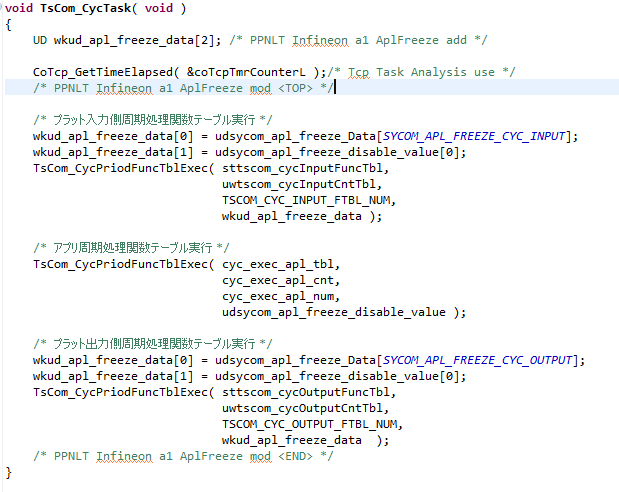 void TsCom_CycTask( void )
{
    UD wkud_apl_freeze_data[2]; /* PPNLT Infineon a1 AplFreeze add */
    CoTcp_GetTimeElapsed( &coTcpTmrCounterL );/* Tcp Task Analysis use */
    /* PPNLT Infineon a1 AplFreeze mod <TOP> */
    /* プラット入力側周期処理関数テーブル実行 */
    wkud_apl_freeze_data[0] = udsycom_apl_freeze_Data[SYCOM_APL_FREEZE_CYC_INPUT];
    wkud_apl_freeze_data[1] = udsycom_apl_freeze_disable_value[0];
    TsCom_CycPriodFuncTblExec( sttscom_cycInputFuncTbl,
                               uwtscom_cycInputCntTbl,
                               TSCOM_CYC_INPUT_FTBL_NUM,
                               wkud_apl_freeze_data );
    /* アプリ周期処理関数テーブル実行 */
    TsCom_CycPriodFuncTblExec( cyc_exec_apl_tbl,
                               cyc_exec_apl_cnt,
                               cyc_exec_apl_num,
                               udsycom_apl_freeze_disable_value );
    /* プラット出力側周期処理関数テーブル実行 */
    wkud_apl_freeze_data[0] = udsycom_apl_freeze_Data[SYCOM_APL_FREEZE_CYC_OUTPUT];
    wkud_apl_freeze_data[1] = udsycom_apl_freeze_disable_value[0];
    TsCom_CycPriodFuncTblExec( sttscom_cycOutputFuncTbl,
                               uwtscom_cycOutputCntTbl,
                               TSCOM_CYC_OUTPUT_FTBL_NUM,
                               wkud_apl_freeze_data  );
    /* PPNLT Infineon a1 AplFreeze mod <END> */
}